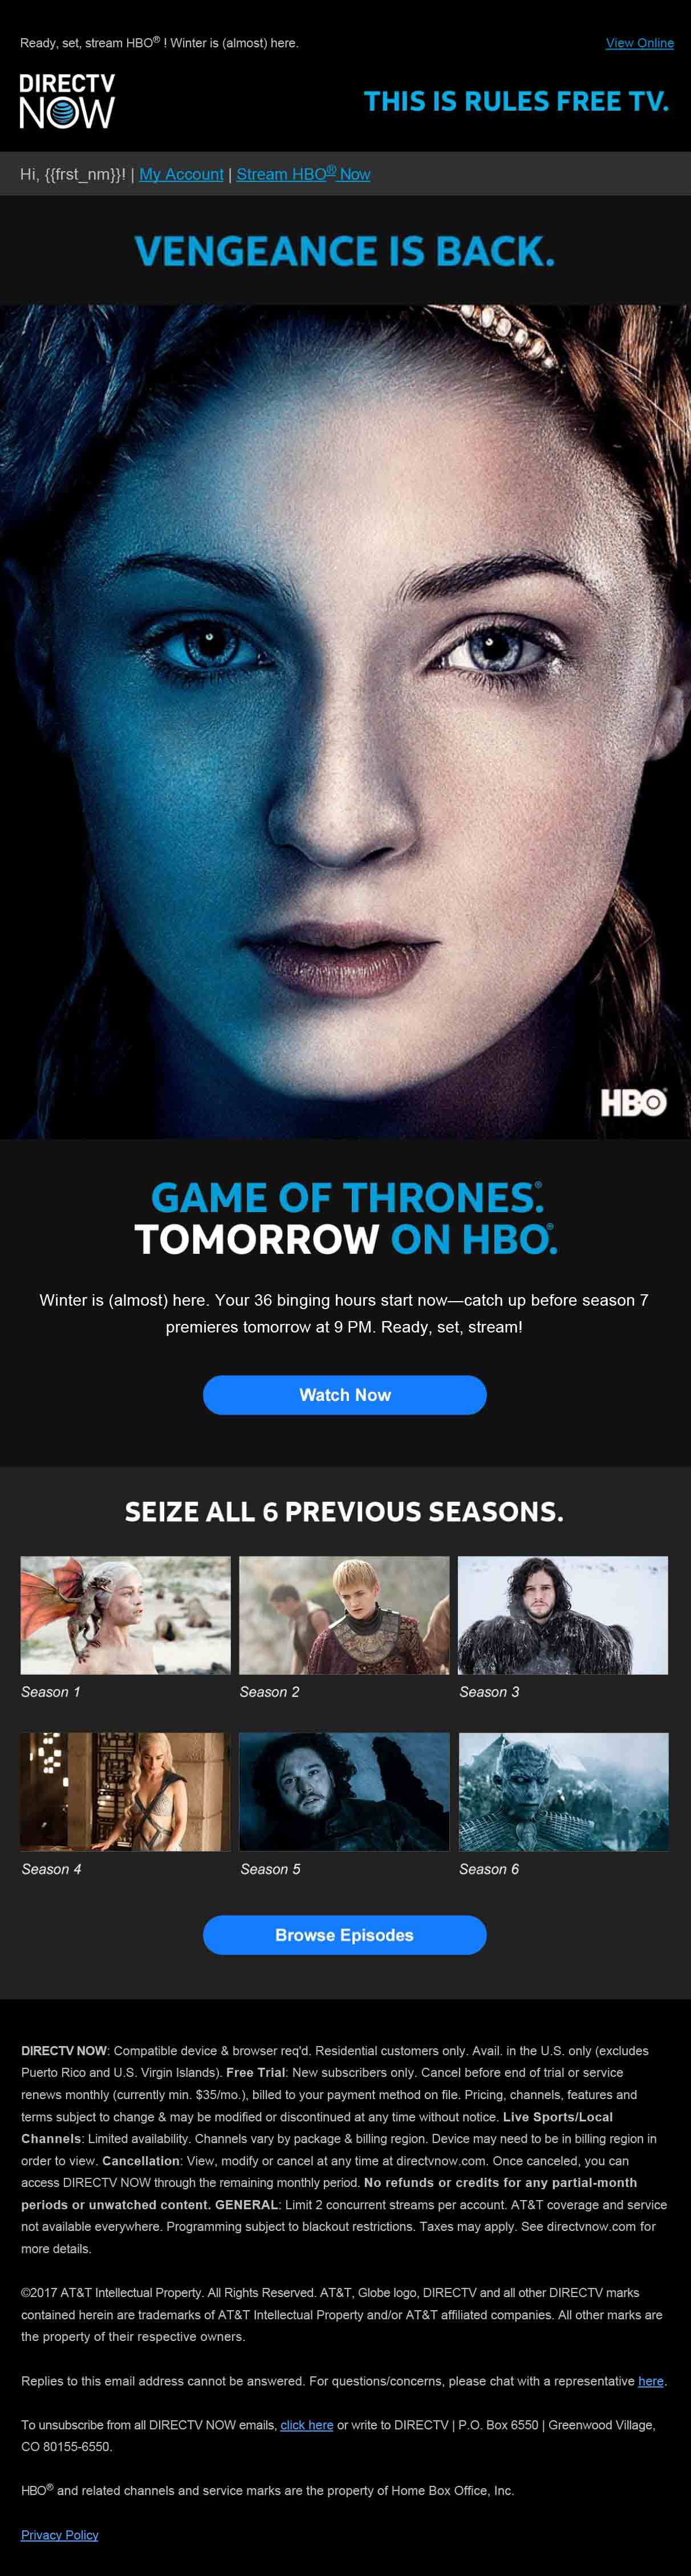 Ready, set, stream HBO® ! Winter is (almost) here.
View Online
DIRECTV
NOW
THIS IS RULES FREE TV.
Hi, {{frst_nm}}! | My Account | Stream HBO® Now
VENGEANCE IS BACK.
HBO®
GAME OF THRONES®.
TOMORROW ON HBO®.
Winter is (almost) here. Your 36 binging hours start now—catch up before season 7
premieres tomorrow at 9 PM. Ready, set, stream!
Watch Now
SEIZE ALL 6 PREVIOUS SEASONS.
Season 1
Season 2
Season 3
Season 4
Season 5
Season 6
Browse Episodes
DIRECTV NOW: Compatible device & browser req'd. Residential customers only. Avail. in the U.S. only (excludes
Puerto Rico and U.S. Virgin Islands). Free Trial: New subscribers only. Cancel before end of trial or service
renews monthly (currently min. $35/mo.), billed to your payment method on file. Pricing, channels, features and
terms subject to change & may be modified or discontinued at any time without notice. Live Sports/Local
Channels: Limited availability. Channels vary by package & billing region. Device may need to be in billing region in
order to view. Cancellation: View, modify or cancel at any time at directvnow.com. Once canceled, you can
access DIRECTV NOW through the remaining monthly period. No refunds or credits for any partial-month
periods or unwatched content. GENERAL: Limit 2 concurrent streams per account. AT&T coverage and service
not available everywhere. Programming subject to blackout restrictions. Taxes may apply. See directvnow.com for
more details.
©2017 AT&T Intellectual Property. All Rights Reserved. AT&T, Globe logo, DIRECTV and all other DIRECTV marks
contained herein are trademarks of AT&T Intellectual Property and/or AT&T affiliated companies. All other marks are
the property of their respective owners.
Replies to this email address cannot be answered. For questions/concerns, please chat with a representative here.
To unsubscribe from all DIRECTV NOW emails, click here or write to DIRECTV | P.O. Box 6550 | Greenwood Village,
CO 80155-6550.
HBO® and related channels and service marks are the property of Home Box Office, Inc.
Privacy Policy